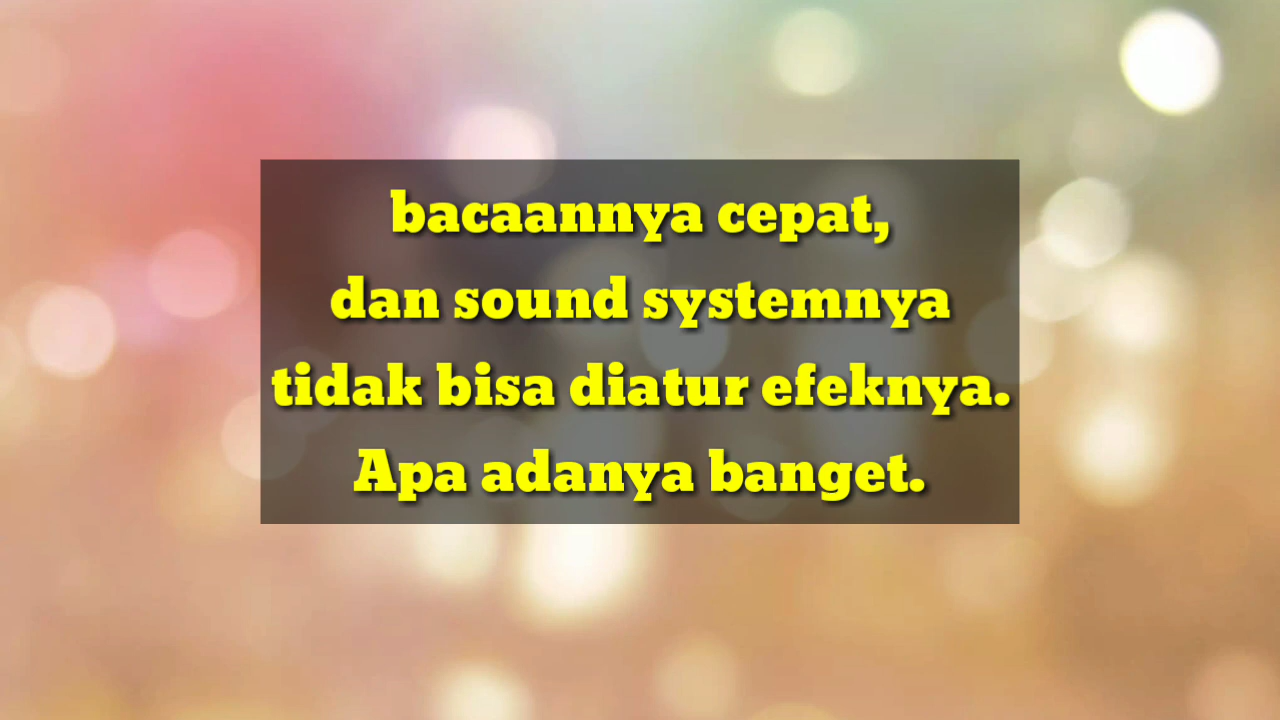 bacaannya cepat,
dan sound systemnya
tidak bisa diatur efeknya.
Apa adanya banget.